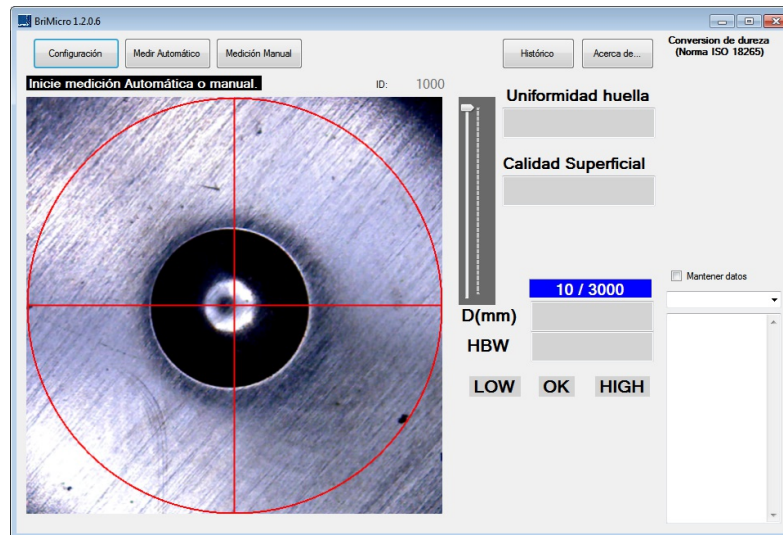 BriMicro 1.2.0.6
Configuración
Medir Automático
Medición Manual
Histórico
Acerca de...
Conversion de dureza
(Norma ISO 18265)
Inicie medición Automática o manual.
ID: 1000
Uniformidad huella
Calidad Superficial
Mantener datos
10 / 3000
D(mm)
HBW
LOW OK HIGH